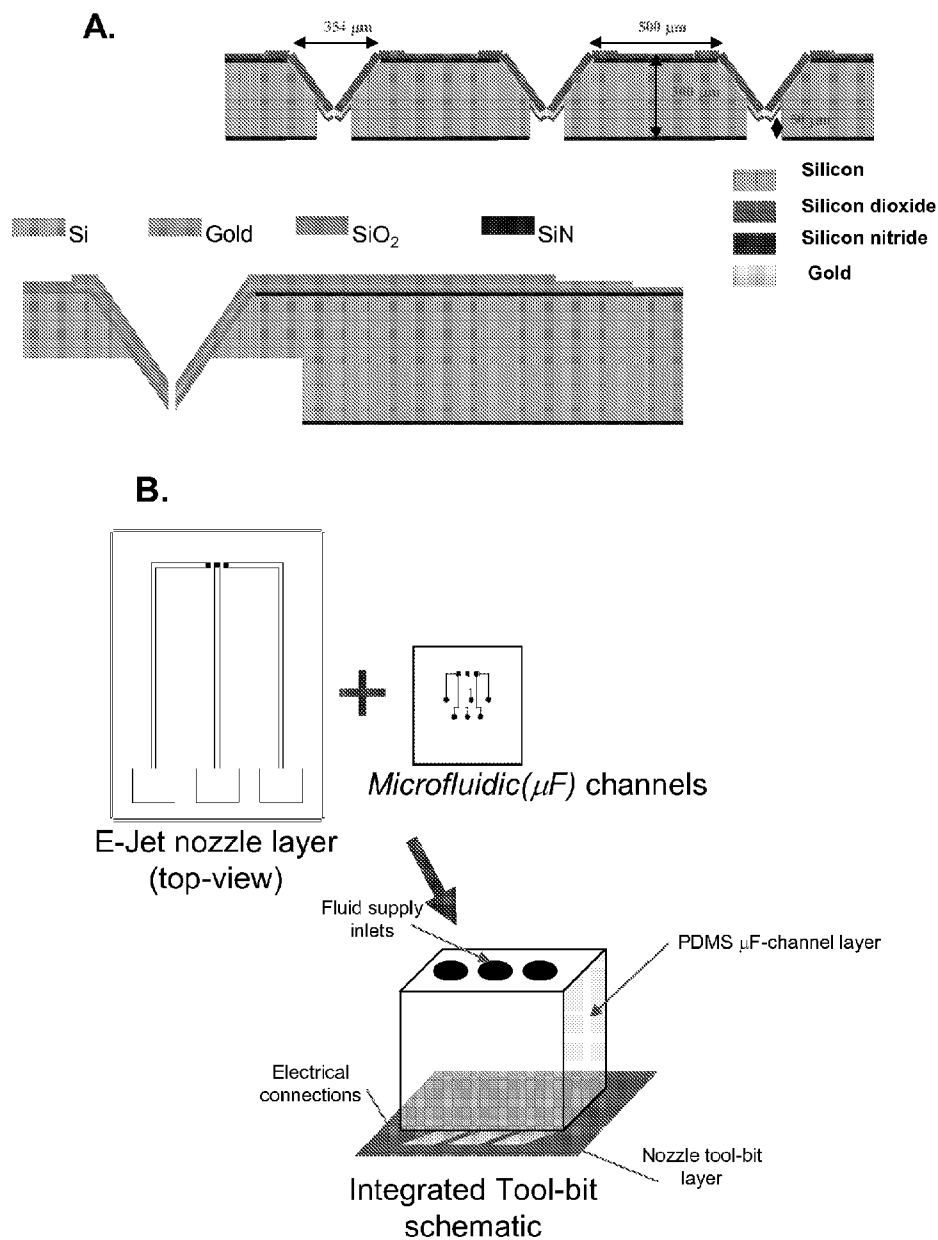 A.
354 μm
500 μm
Silicon
Silicon dioxide
Silicon nitride
Gold
Si
Gold
SiO₂
SiN
B.
Microfluidic(μF) channels
E-Jet nozzle layer
(top-view)
Fluid supply
inlets
PDMS μF-channel layer
Electrical
connections
Nozzle tool-bit
layer
Integrated Tool-bit
schematic